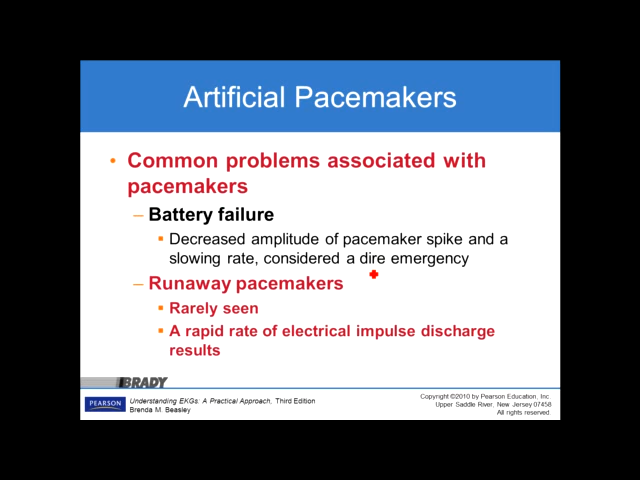 Artificial Pacemakers
• Common problems associated with
pacemakers
– Battery failure
▪ Decreased amplitude of pacemaker spike and a
slowing rate, considered a dire emergency
– Runaway pacemakers
▪ Rarely seen
▪ A rapid rate of electrical impulse discharge
results
BRADY
PEARSON
Understanding EKGs: A Practical Approach, Third Edition
Brenda M. Beasley
Copyright ©2010 by Pearson Education, Inc.
Upper Saddle River, New Jersey 07458
All rights reserved.